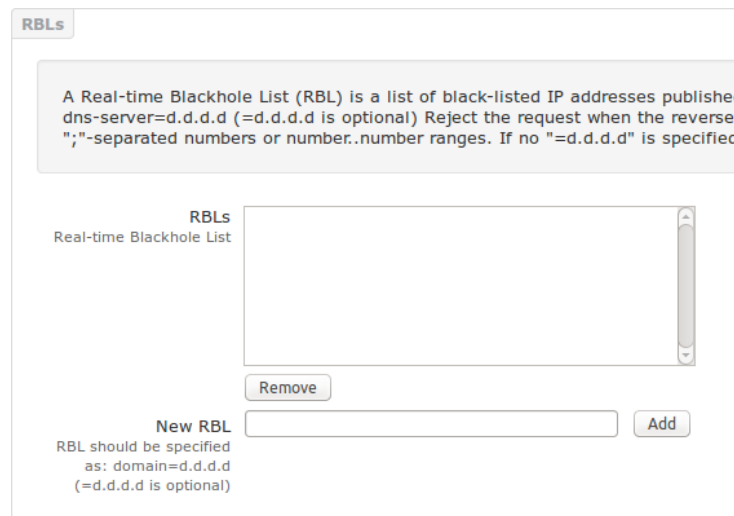 RBLs
A Real-time Blackhole List (RBL) is a list of black-listed IP addresses publishe
dns-server=d.d.d.d (=d.d.d.d is optional) Reject the request when the reverse
";"-separated numbers or number..number ranges. If no "=d.d.d.d" is specified
RBLs
Real-time Blackhole List
Remove
New RBL
Add
RBL should be specified
as: domain=d.d.d.d
(=d.d.d.d is optional)